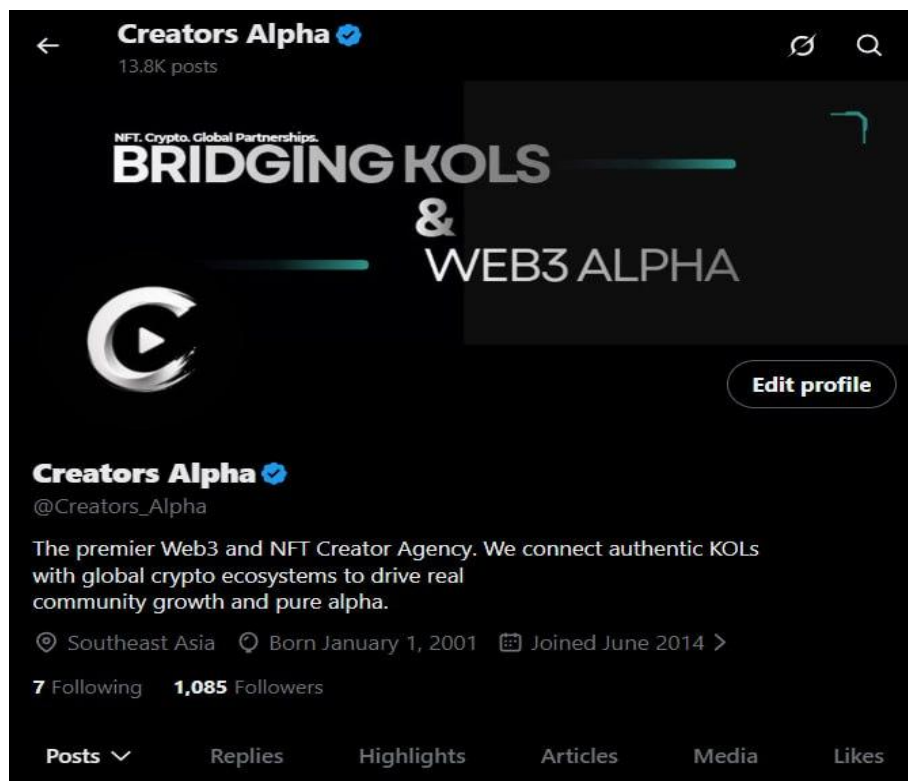 Creators Alpha
13.8K posts
NFT. Crypto. Global Partnerships.
BRIDGING KOLS
&
WEB3 ALPHA
Edit profile
Creators Alpha
@Creators_Alpha
The premier Web3 and NFT Creator Agency. We connect authentic KOLs
with global crypto ecosystems to drive real
community growth and pure alpha.
Southeast Asia Born January 1, 2001 Joined June 2014
7 Following 1,085 Followers
Posts Replies Highlights Articles Media Likes